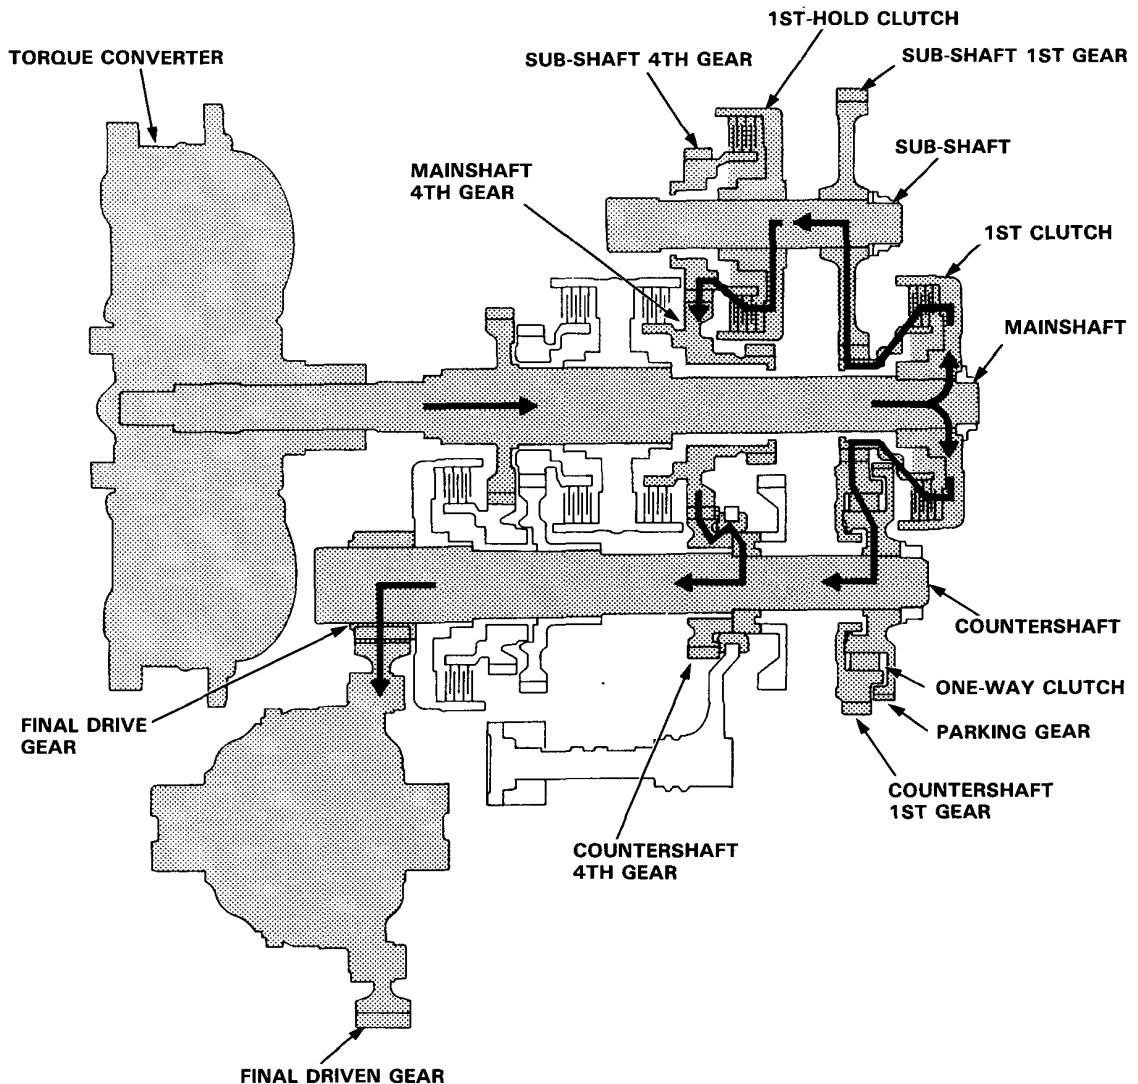 1ST-HOLD CLUTCH
TORQUE CONVERTER
SUB-SHAFT 4TH GEAR
SUB-SHAFT 1ST GEAR
SUB-SHAFT
MAINSHAFT
4TH GEAR
1ST CLUTCH
MAINSHAFT
COUNTERSHAFT
ONE-WAY CLUTCH
PARKING GEAR
FINAL DRIVE
GEAR
COUNTERSHAFT
1ST GEAR
COUNTERSHAFT
4TH GEAR
FINAL DRIVEN GEAR